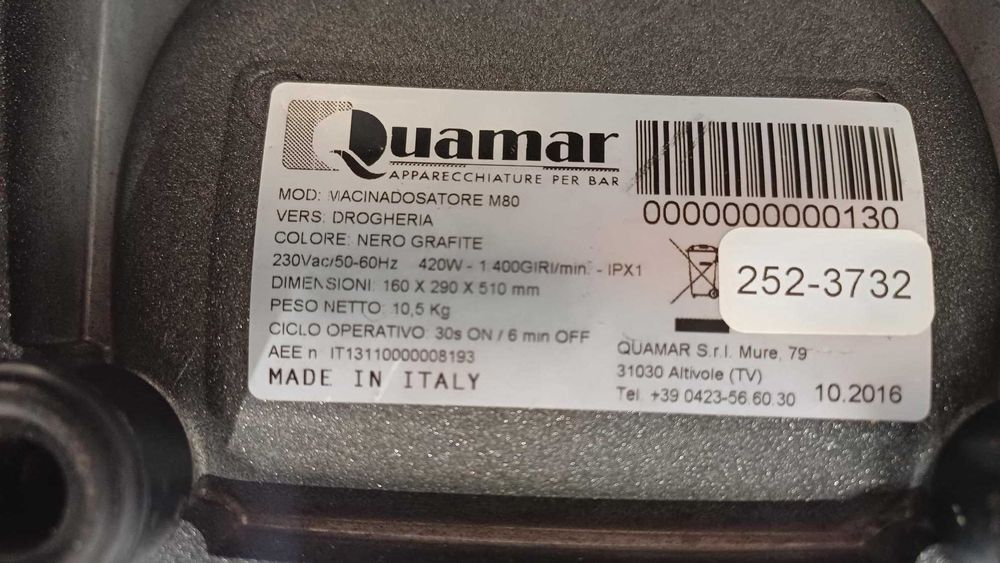 Quamar
APPARECCHIATURE PER BAR
MOD: MACINADOSATORE M80
VERS: DROGHERIA
COLORE: NERO GRAFITE
230Vac/50-60Hz 420W - 1.400GIRI/min. - IPX1
DIMENSIONI: 160 X 290 X 510 mm
PESO NETTO: 10,5 Kg
CICLO OPERATIVO: 30s ON / 6 min OFF
AEE n° IT13110000008193
MADE IN ITALY
0000000000130
252-3732
QUAMAR S.r.l. Mure, 79
31030 Altivole (TV)
Tel. +39 0423-56.60.30
10.2016